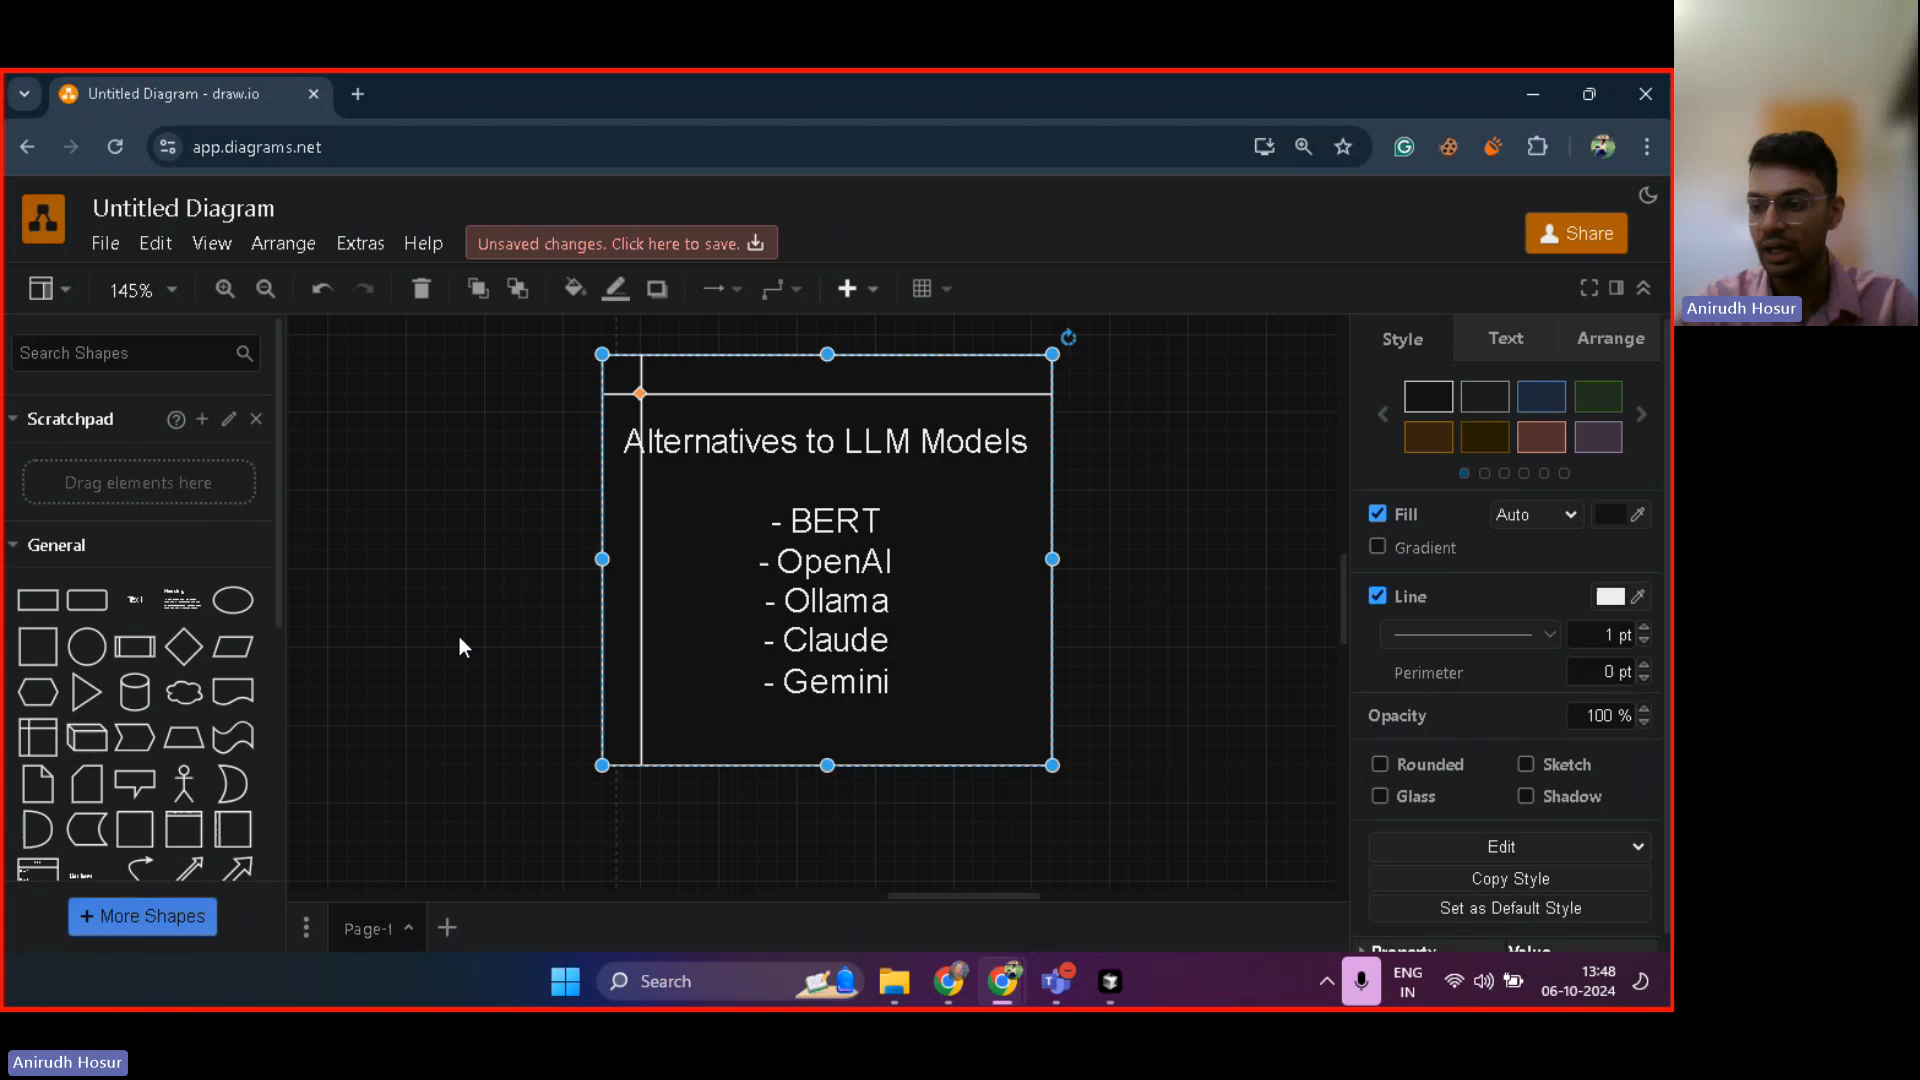 Untitled Diagram - draw.io
app.diagrams.net
Untitled Diagram
File Edit View Arrange Extras Help
Unsaved changes. Click here to save.
Share
145%
Search Shapes
Scratchpad
Drag elements here
General
Text
Heading
More Shapes
Alternatives to LLM Models
- BERT
- OpenAI
- Ollama
- Claude
- Gemini
Page-1
Style Text Arrange
Fill Auto
Gradient
Line
1 pt
Perimeter 0 pt
Opacity 100 %
Rounded Sketch
Glass Shadow
Edit
Copy Style
Set as Default Style
Property Value
Search
ENG
IN
13:48
06-10-2024
Anirudh Hosur
Anirudh Hosur